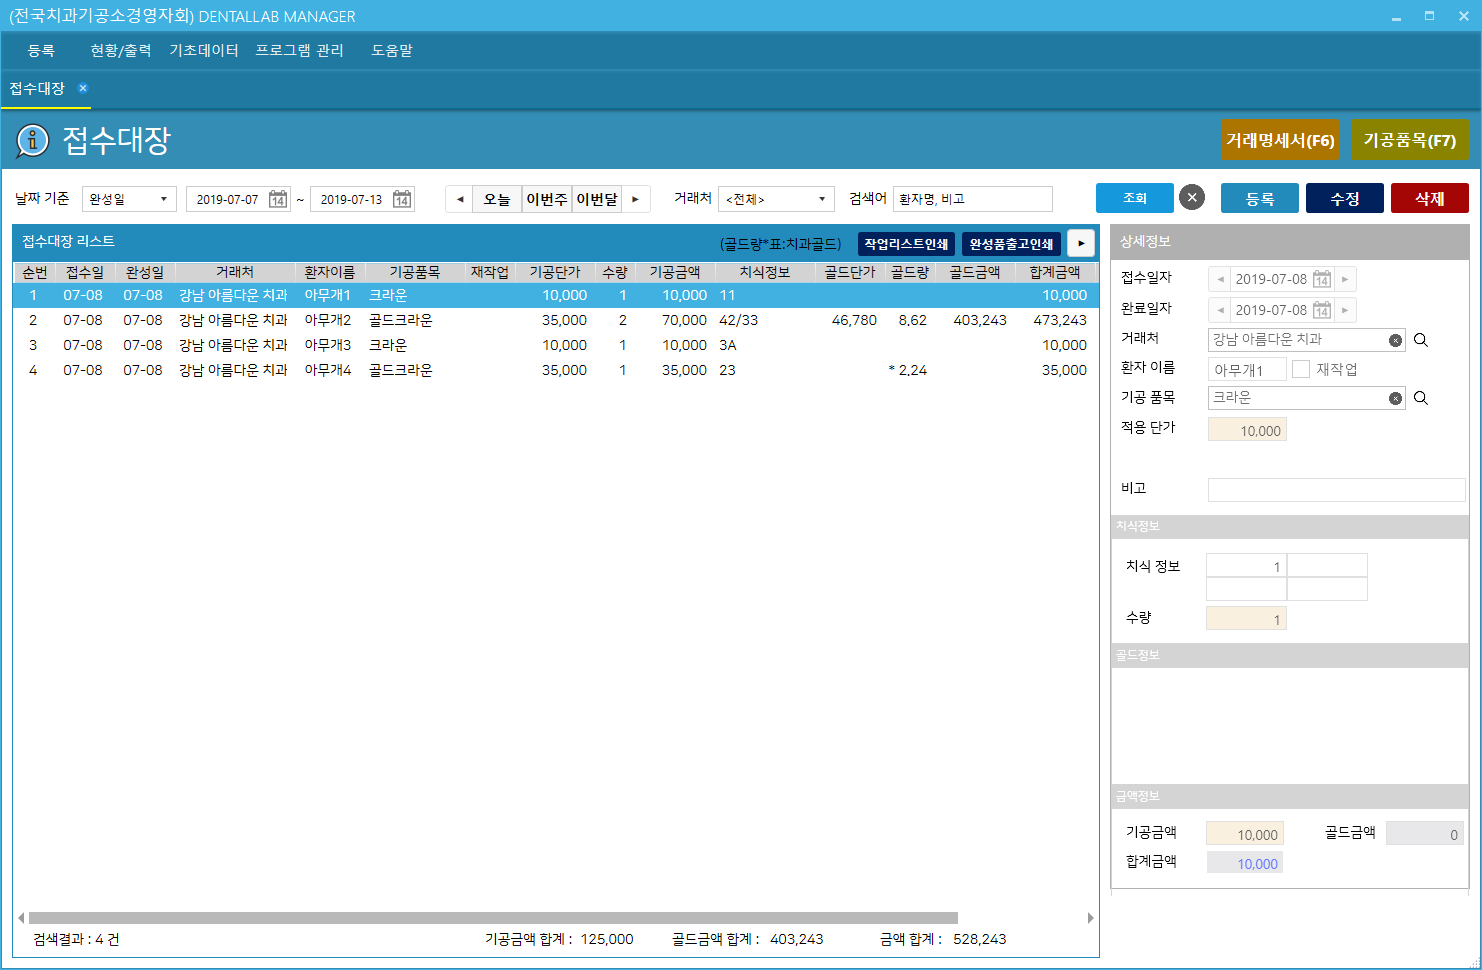 (전국치과기공소경영자회) DENTALLAB MANAGER
등록 현황/출력 기초데이터 프로그램 관리 도움말
접수대장
접수대장 거래명세서(F6) 기공품목(F7)
날짜 기준 완성일 2019-07-07 14 ~ 2019-07-13 14 오늘 이번주 이번달 거래처 <전체> 검색어 환자명, 비고 조회 등록 수정 삭제
접수대장 리스트 (골드량*표:치과골드) 작업리스트인쇄 완성품출고인쇄
순번 접수일 완성일 거래처 환자이름 기공품목 재작업 기공단가 수량 기공금액 치식정보 골드단가 골드량 골드금액 합계금액
1 07-08 07-08 강남 아름다운 치과 아무개1 크라운 10,000 1 10,000 11 10,000
2 07-08 07-08 강남 아름다운 치과 아무개2 골드크라운 35,000 2 70,000 42/33 46,780 8.62 403,243 473,243
3 07-08 07-08 강남 아름다운 치과 아무개3 크라운 10,000 1 10,000 3A 10,000
4 07-08 07-08 강남 아름다운 치과 아무개4 골드크라운 35,000 1 35,000 23 * 2.24 35,000
검색결과 : 4 건 기공금액 합계 : 125,000 골드금액 합계 : 403,243 금액 합계 : 528,243
상세정보
접수일자 2019-07-08 14
완료일자 2019-07-08 14
거래처 강남 아름다운 치과
환자 이름 아무개1 재작업
기공 품목 크라운
적용 단가 10,000
비고
치식정보
치식 정보 1
수량 1
골드정보
금액정보
기공금액 10,000 골드금액 0
합계금액 10,000